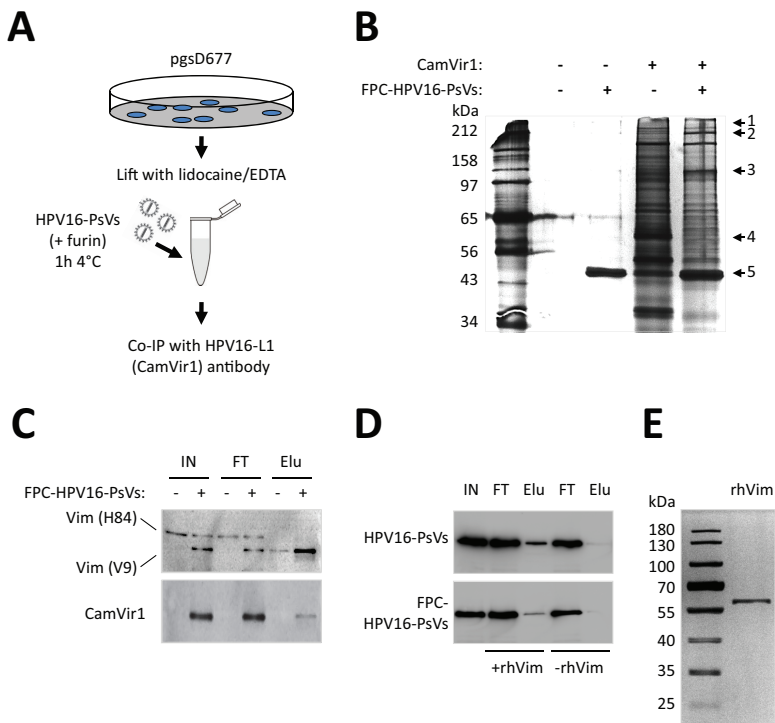 A
pgsD677
Lift with lidocaine/EDTA
HPV16-PsVs
(+ furin)
1h 4°C
Co-IP with HPV16-L1
(CamVir1) antibody
B
CamVir1: - - + +
FPC-HPV16-PsVs: - + - +
kDa
212
158
97
65
56
43
34
1
2
3
4
5
C
IN FT Elu
FPC-HPV16-PsVs: - + - + - +
Vim (H84)
Vim (V9)
CamVir1
D
IN FT Elu FT Elu
HPV16-PsVs
FPC-
HPV16-PsVs
+rhVim -rhVim
E
kDa rhVim
180
130
100
70
55
40
35
25